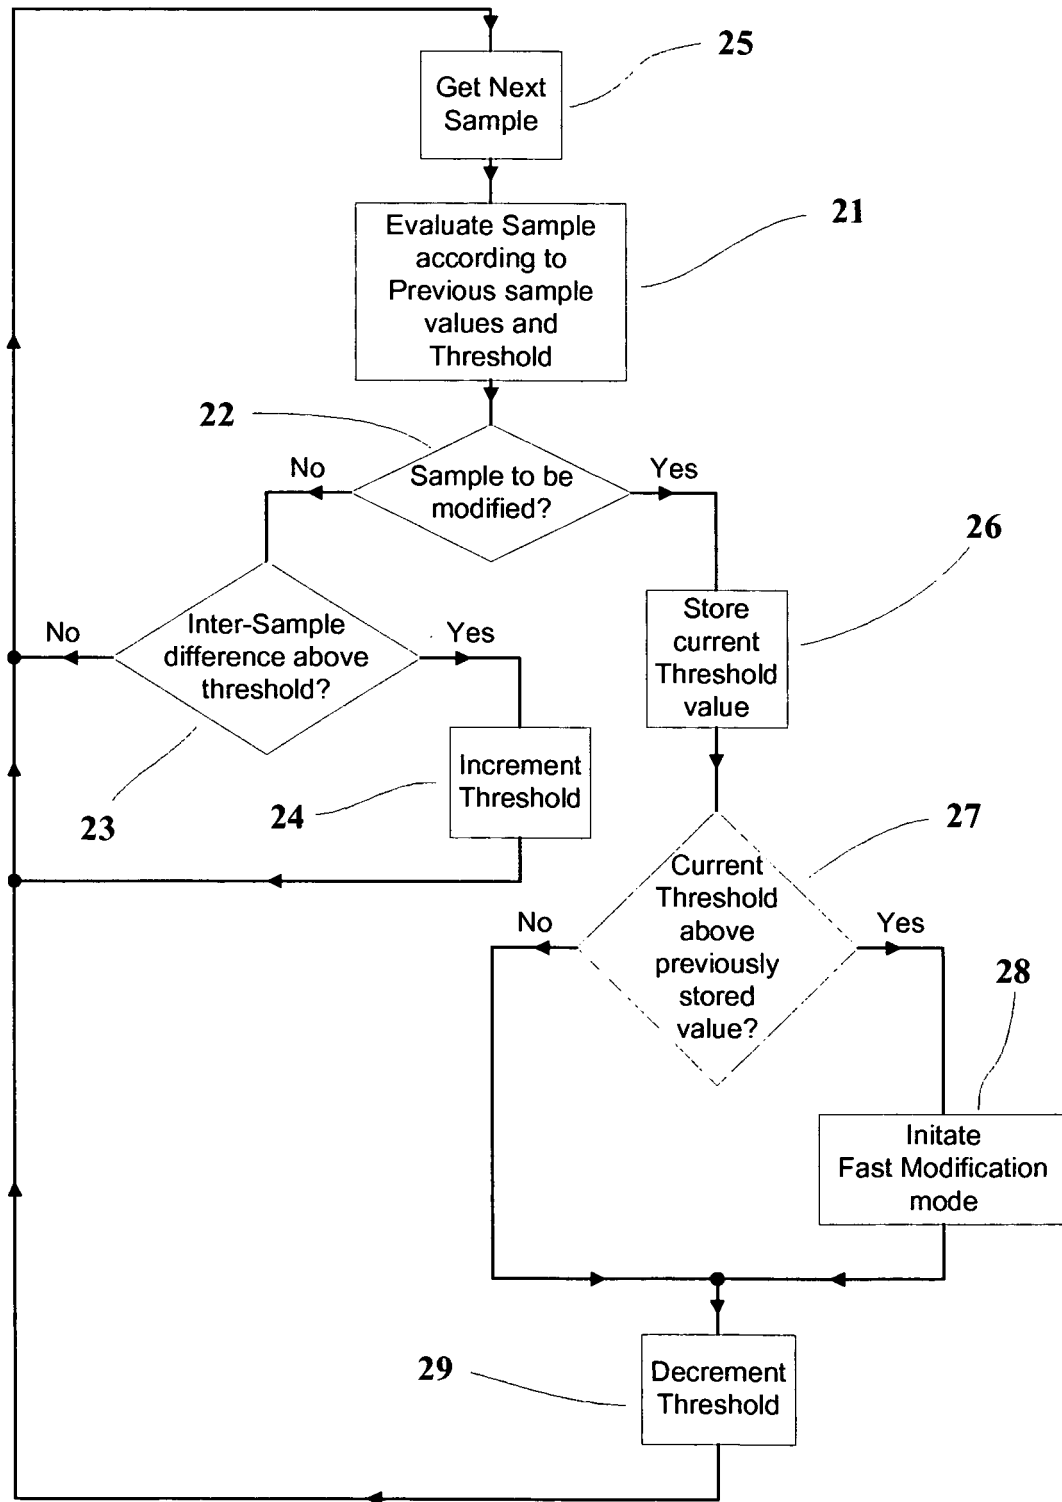 25
Get Next
Sample
21
Evaluate Sample
according to
Previous sample
values and
Threshold
22
No
Sample to be
modified?
Yes
26
Store
current
Threshold
value
No
Inter-Sample
difference above
threshold?
Yes
23
24
Increment
Threshold
27
Current
Threshold
above
previously
stored
value?
No
Yes
28
Initate
Fast Modification
mode
29
Decrement
Threshold